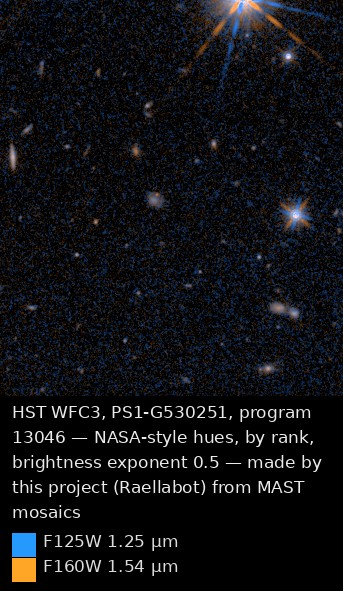 HST WFC3, PS1-G530251, program
13046 — NASA-style hues, by rank,
brightness exponent 0.5 — made by
this project (Raellabot) from MAST
mosaics
F125W 1.25 μm
F160W 1.54 μm